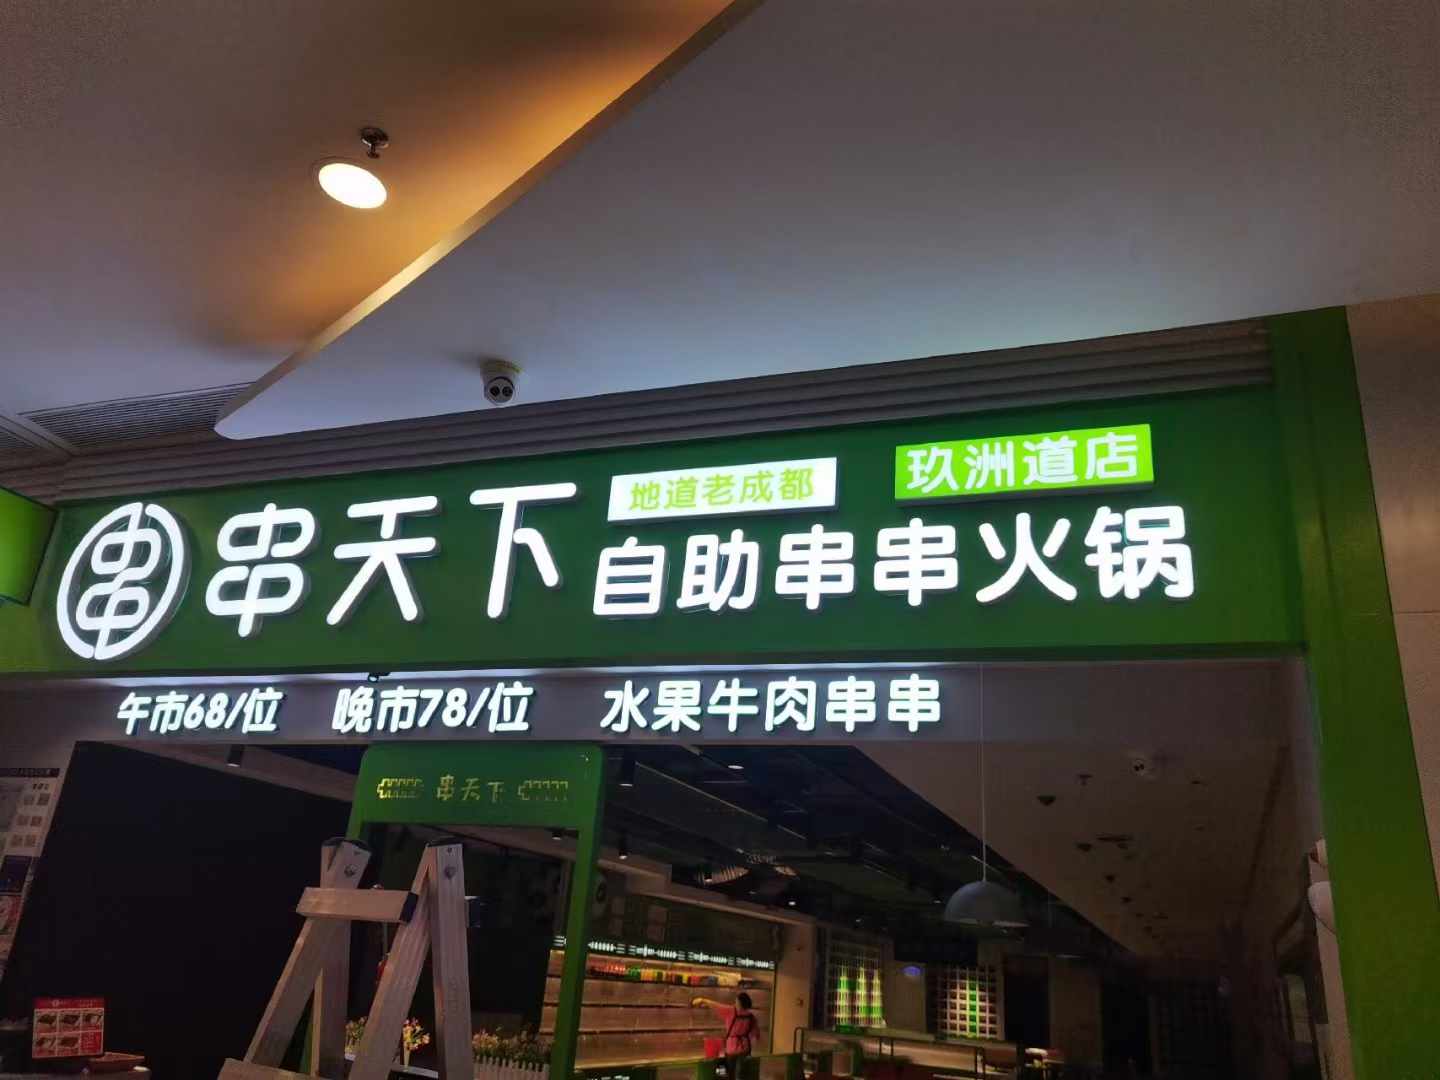 串 串天下 地道老成都 玖洲道店
自助串串火锅
午市68/位 晚市78/位 水果牛肉串串
串天下